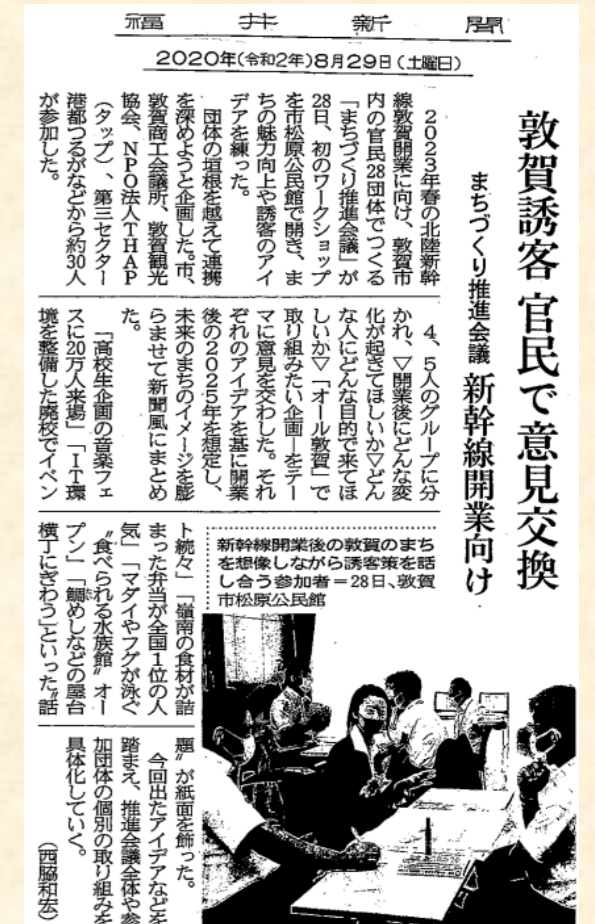 福井新聞
2020年(令和2年)8月29日(土曜日)
敦賀誘客 官民で意見交換
まちづくり推進会議 新幹線開業向け
2023年春の北陸新幹
線敦賀開業に向け、敦賀市
内の官民28団体でつくる
「まちづくり推進会議」が
28日、初のワークショップ
を市松原公民館で開き、ま
ちの魅力向上や誘客のアイ
デアを練った。
団体の垣根を越えて連携
を深めようと企画した。市、
敦賀商工会議所、敦賀観光
協会、NPO法人THAP
(タップ)、第三セクター
港都つるがなどから約30人
が参加した。
4、5人のグループに分
かれ、▽開業後にどんな変
化が起きてほしいか▽どん
な人にどんな目的で来てほ
しいか▽「オール敦賀」で
取り組みたい企画―をテー
マに意見を交わした。それ
ぞれのアイデアを基に開業
後の2025年を想定し、
未来のまちのイメージを膨
らませて新聞風にまとめ
た。
「高校生企画の音楽フェ
スに20万人来場」「IT環
境を整備した廃校でイベン
ト続々」「嶺南の食材が詰
まった弁当が全国1位の人
気」「マダイやフグが泳ぐ
〝食べられる水族館〟オー
プン」「鯛めしなどの屋台
横丁にぎわう」といった〝話
題〟が紙面を飾った。
今回出たアイデアなどを
踏まえ、推進会議全体や参
加団体の個別の取り組みを
具体化していく。
(西脇和宏)
新幹線開業後の敦賀のまち
を想像しながら誘客策を話
し合う参加者＝28日、敦賀
市松原公民館